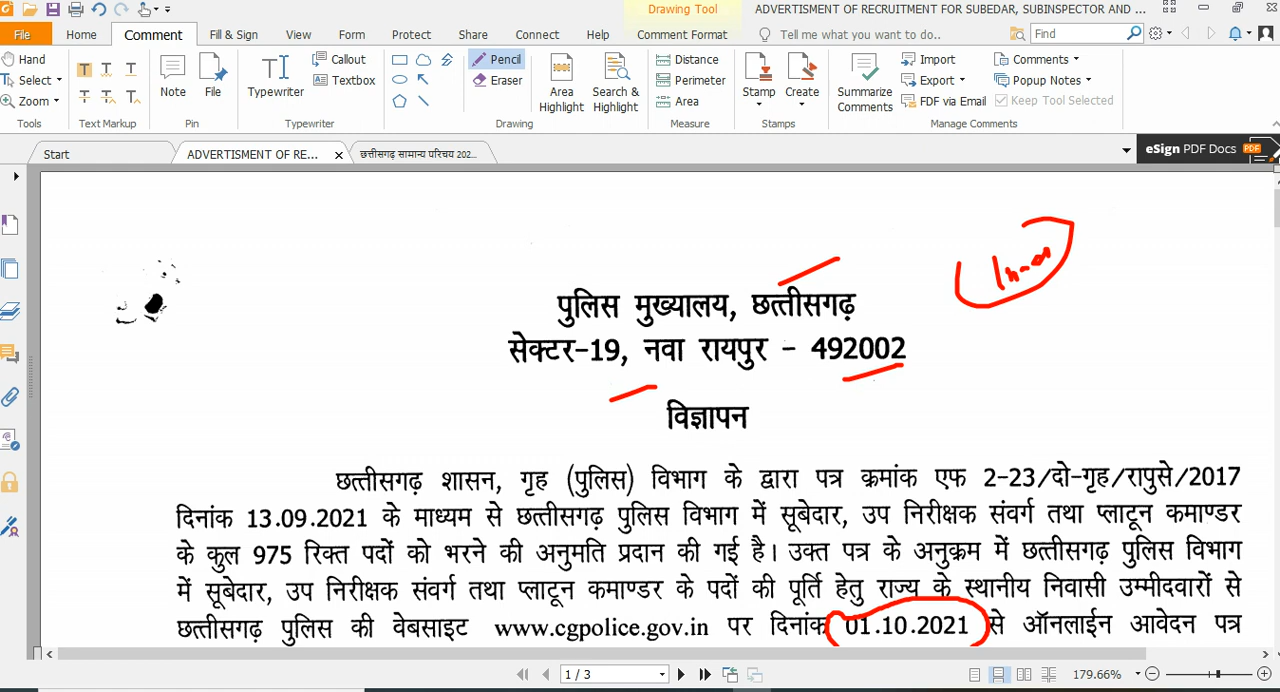 Drawing Tool
ADVERTISMENT OF RECRUITMENT FOR SUBEDAR, SUBINSPECTOR AND ...
File Home Comment Fill & Sign View Form Protect Share Connect Help Comment Format Tell me what you want to do.. Find
Hand
Select
Zoom
Tools
Text Markup
Note
File
Pin
Typewriter
Callout
Textbox
Typewriter
Pencil
Eraser
Area Highlight
Search & Highlight
Drawing
Distance
Perimeter
Area
Measure
Stamp
Create
Stamps
Summarize Comments
Import
Export
FDF via Email
Comments
Popup Notes
Keep Tool Selected
Manage Comments
Start
ADVERTISMENT OF RE... x
छत्तीसगढ़ सामान्य परिचय 202...
eSign PDF Docs
PDF
पुलिस मुख्यालय, छत्तीसगढ़
सेक्टर-19, नवा रायपुर - 492002
विज्ञापन
छत्तीसगढ़ शासन, गृह (पुलिस) विभाग के द्वारा पत्र क्रमांक एफ 2-23/दो-गृह/रापुसे/2017
दिनांक 13.09.2021 के माध्यम से छत्तीसगढ़ पुलिस विभाग में सूबेदार, उप निरीक्षक संवर्ग तथा प्लाटून कमाण्डर
के कुल 975 रिक्त पदों को भरने की अनुमति प्रदान की गई है। उक्त पत्र के अनुक्रम में छत्तीसगढ़ पुलिस विभाग
में सूबेदार, उप निरीक्षक संवर्ग तथा प्लाटून कमाण्डर के पदों की पूर्ति हेतु राज्य के स्थानीय निवासी उम्मीदवारों से
छत्तीसगढ़ पुलिस की वेबसाइट www.cgpolice.gov.in पर दिनांक 01.10.2021 से ऑनलाईन आवेदन पत्र
1 / 3
179.66%